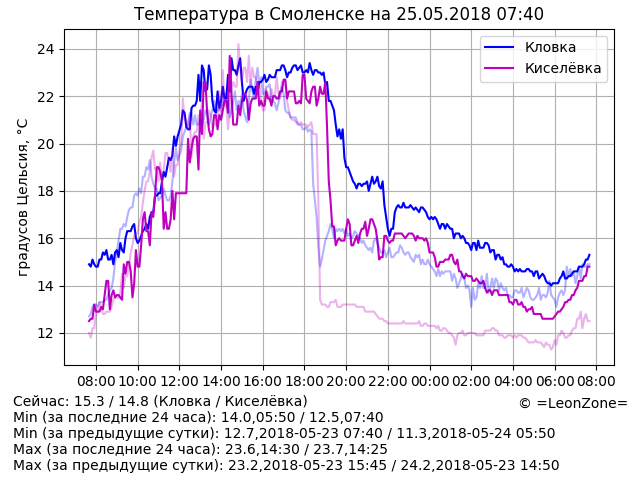 Температура в Смоленске на 25.05.2018 07:40
Кловка
Киселёвка
градусов Цельсия, °C
24
22
20
18
16
14
12
08:00 10:00 12:00 14:00 16:00 18:00 20:00 22:00 00:00 02:00 04:00 06:00 08:00
Сейчас: 15.3 / 14.8 (Кловка / Киселёвка)
© =LeonZone=
Min (за последние 24 часа): 14.0,05:50 / 12.5,07:40
Min (за предыдущие сутки): 12.7,2018-05-23 07:40 / 11.3,2018-05-24 05:50
Max (за последние 24 часа): 23.6,14:30 / 23.7,14:25
Max (за предыдущие сутки): 23.2,2018-05-23 15:45 / 24.2,2018-05-23 14:50